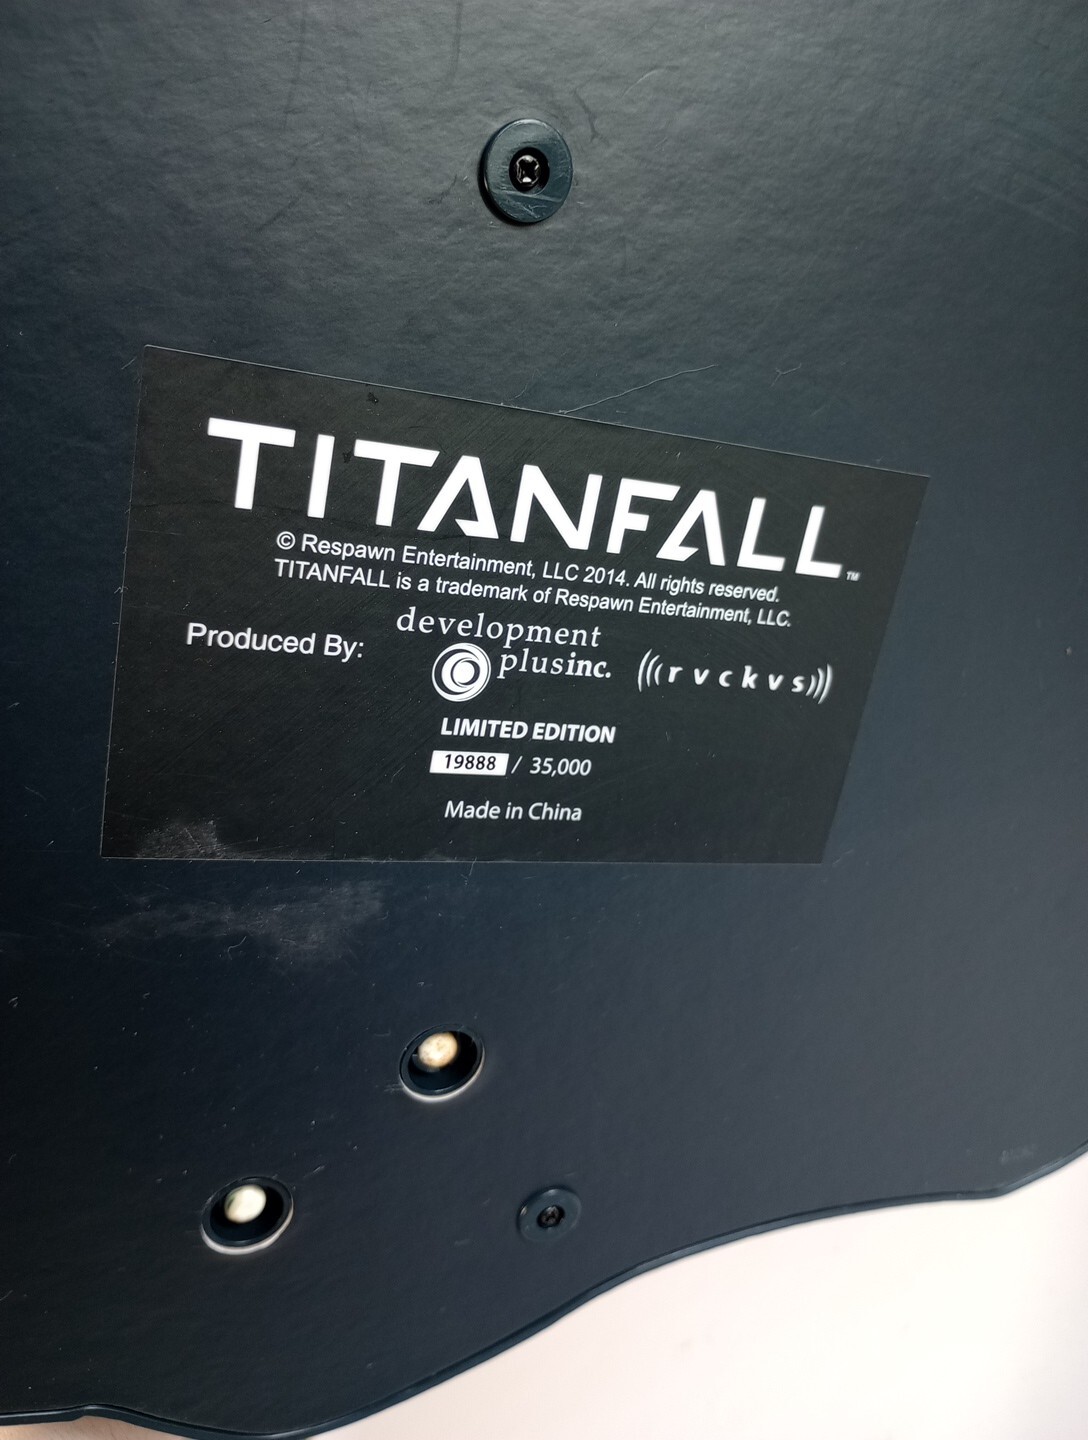 TITANFALL™
© Respawn Entertainment, LLC 2014. All rights reserved.
TITANFALL is a trademark of Respawn Entertainment, LLC.
Produced By:
development
plusinc.
(((rvckvs)))
LIMITED EDITION
19888 / 35,000
Made in China